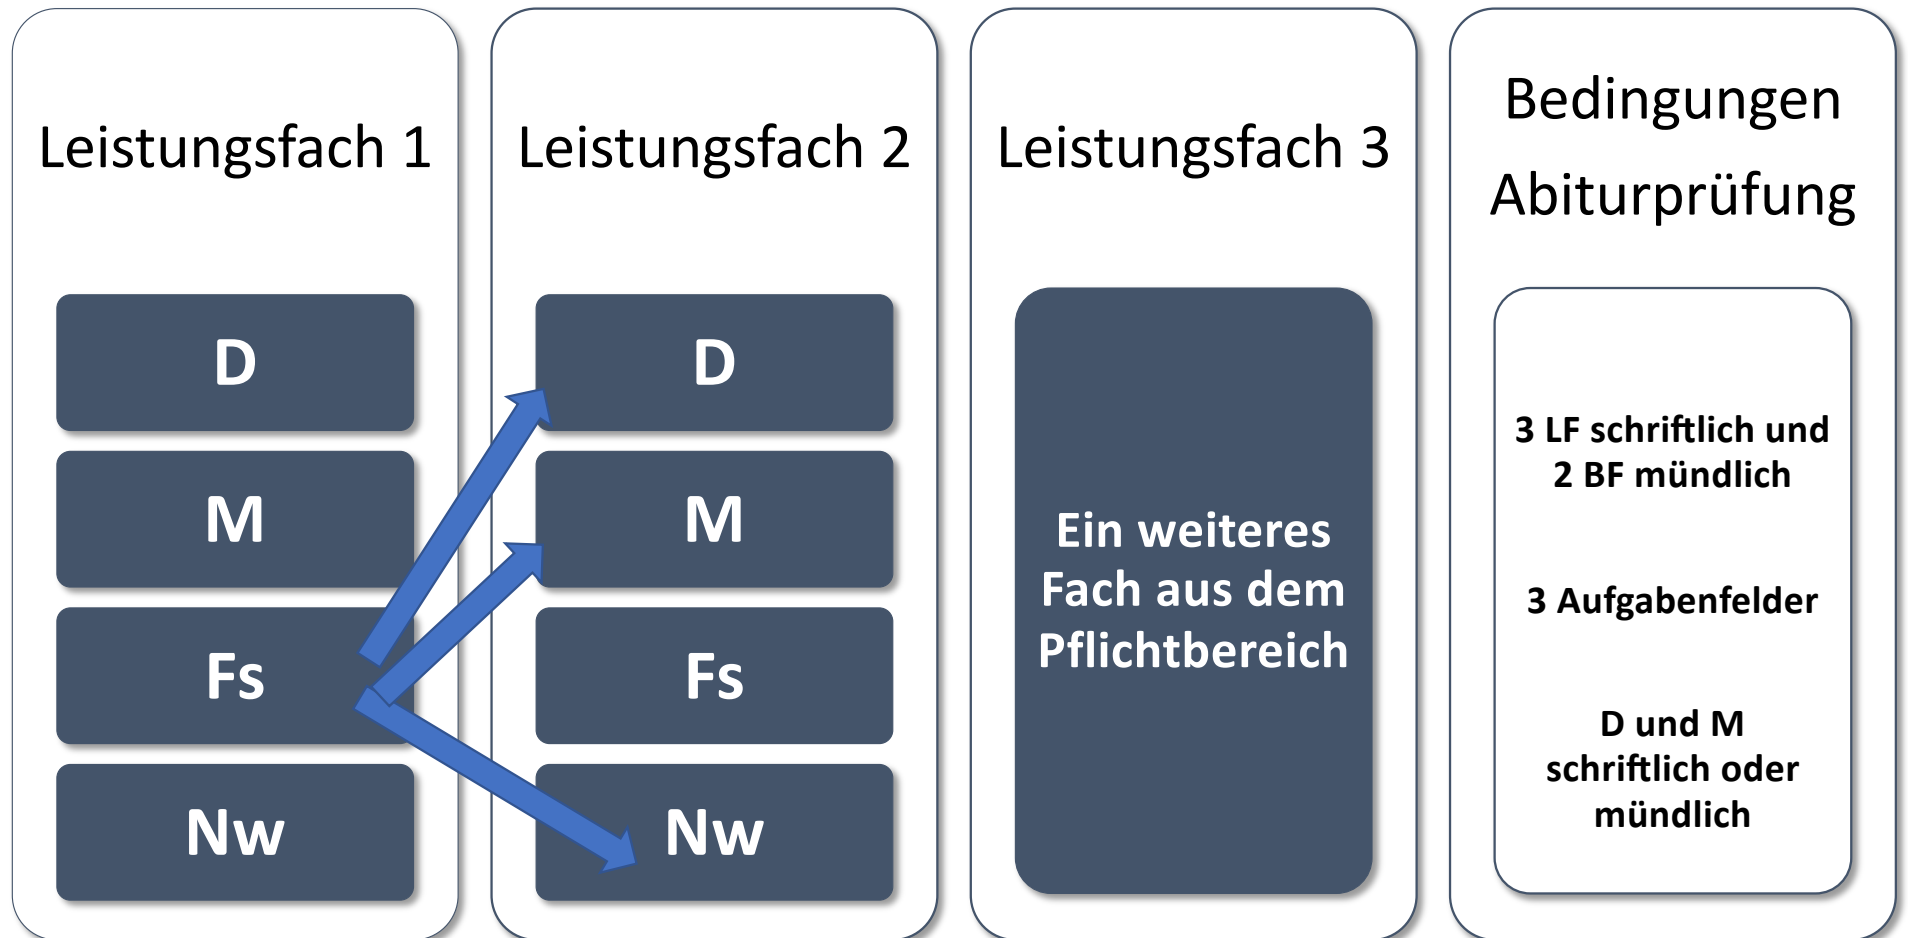 Leistungsfach 1
D
M
Fs
Nw
Leistungsfach 2
D
M
Fs
Nw
Leistungsfach 3
Ein weiteres
Fach aus dem
Pflichtbereich
Bedingungen
Abiturprüfung
3 LF schriftlich und
2 BF mündlich
3 Aufgabenfelder
D und M
schriftlich oder
mündlich